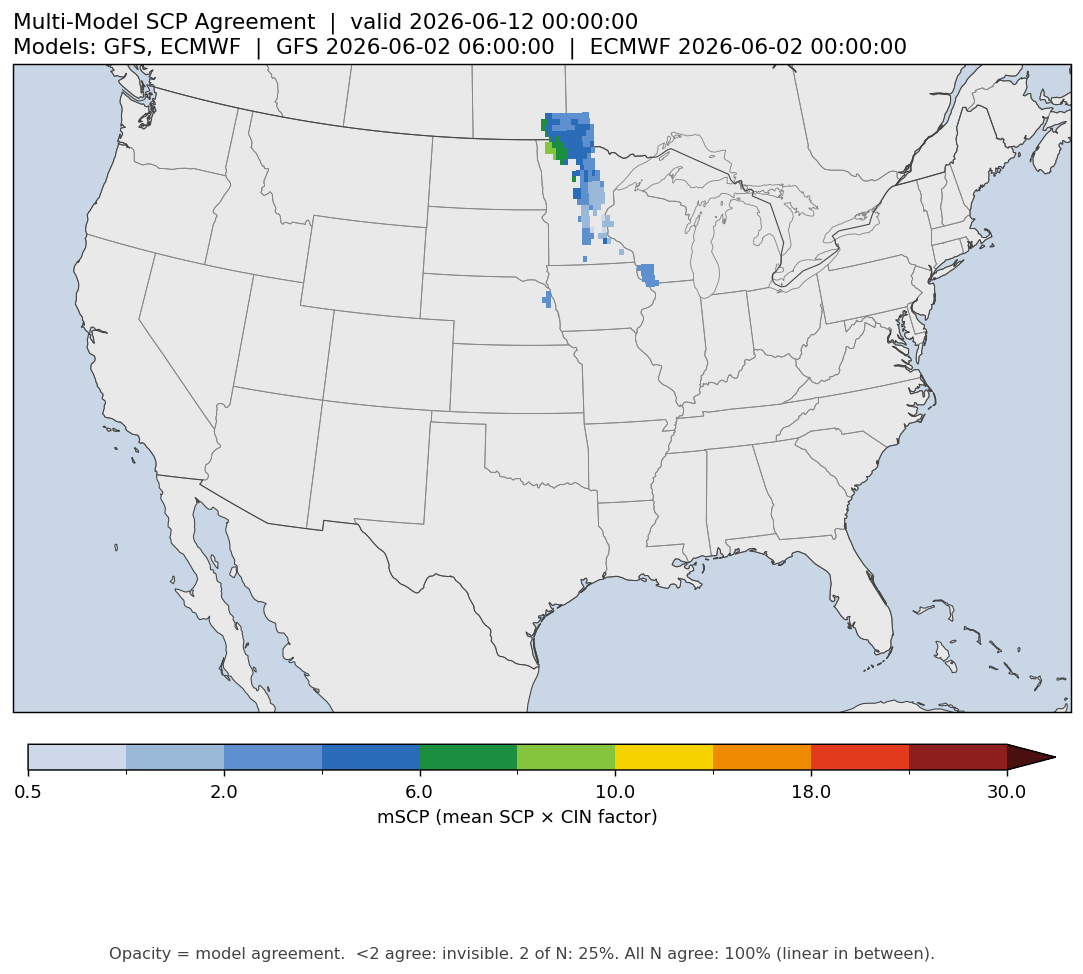 Multi-Model SCP Agreement  |  valid 2026-06-12 00:00:00
Models: GFS, ECMWF  |  GFS 2026-06-02 06:00:00  |  ECMWF 2026-06-02 00:00:00
0.5 2.0 6.0 10.0 18.0 30.0
mSCP (mean SCP × CIN factor)
Opacity = model agreement.  <2 agree: invisible. 2 of N: 25%. All N agree: 100% (linear in between).